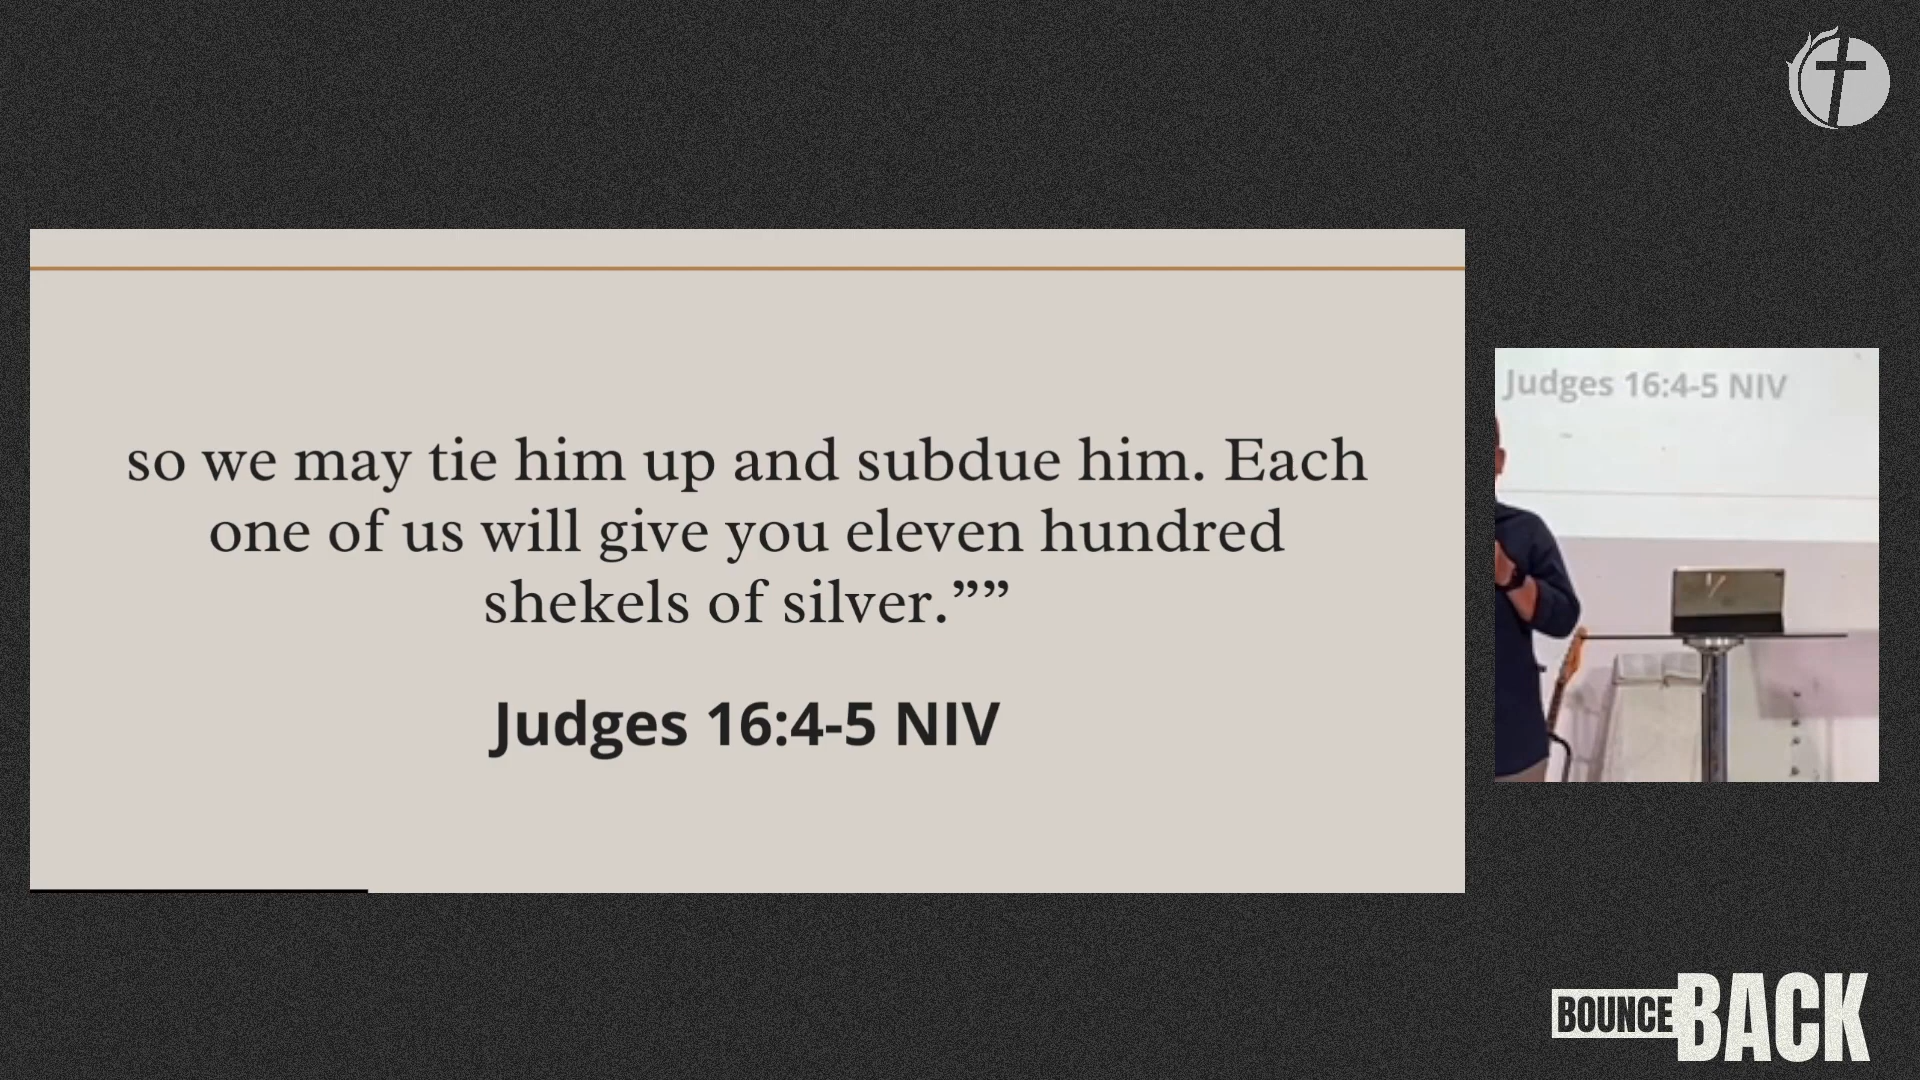 so we may tie him up and subdue him. Each
one of us will give you eleven hundred
shekels of silver.””
Judges 16:4-5 NIV
Judges 16:4-5 NIV
BOUNCE BACK